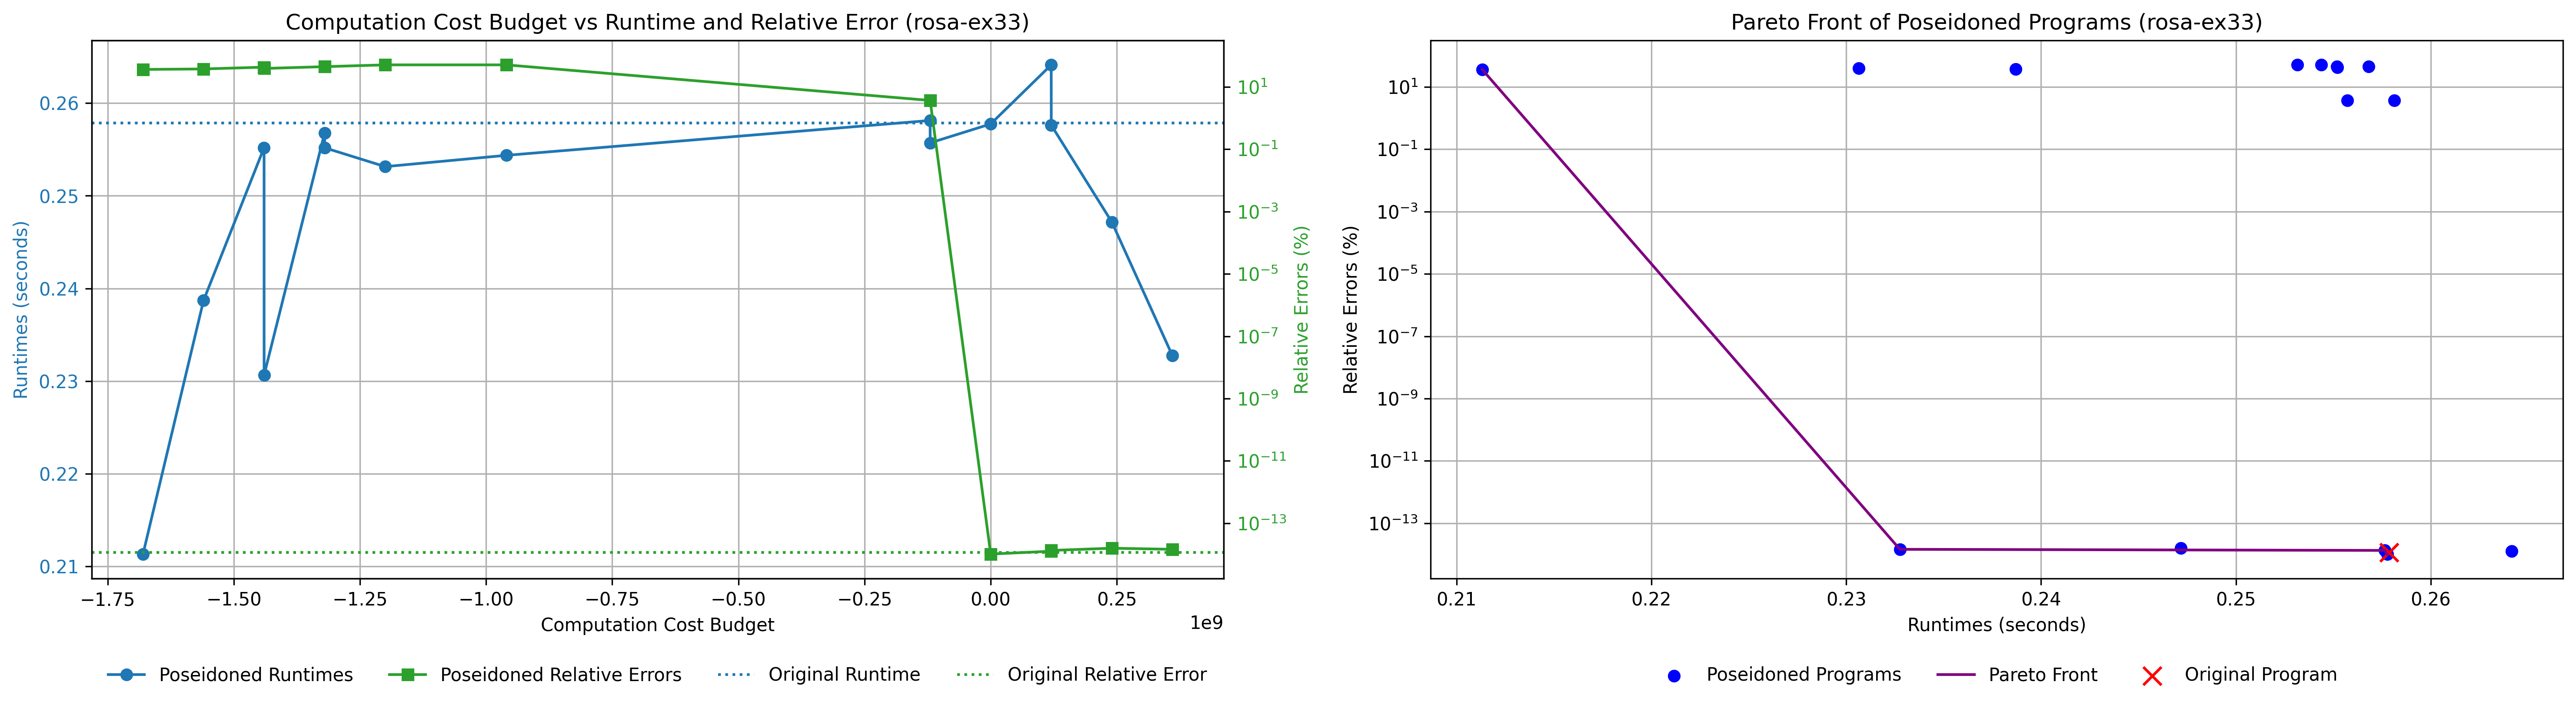 Computation Cost Budget vs Runtime and Relative Error (rosa-ex33)
Runtimes (seconds)
0.26
0.25
0.24
0.23
0.22
0.21
−1.75 −1.50 −1.25 −1.00 −0.75 −0.50 −0.25 0.00 0.25
1e9
Computation Cost Budget
10¹
10⁻¹
10⁻³
10⁻⁵
10⁻⁷
10⁻⁹
10⁻¹¹
10⁻¹³
Relative Errors (%)
Poseidoned Runtimes Poseidoned Relative Errors Original Runtime Original Relative Error
Pareto Front of Poseidoned Programs (rosa-ex33)
Relative Errors (%)
10¹
10⁻¹
10⁻³
10⁻⁵
10⁻⁷
10⁻⁹
10⁻¹¹
10⁻¹³
0.21 0.22 0.23 0.24 0.25 0.26
Runtimes (seconds)
Poseidoned Programs Pareto Front Original Program